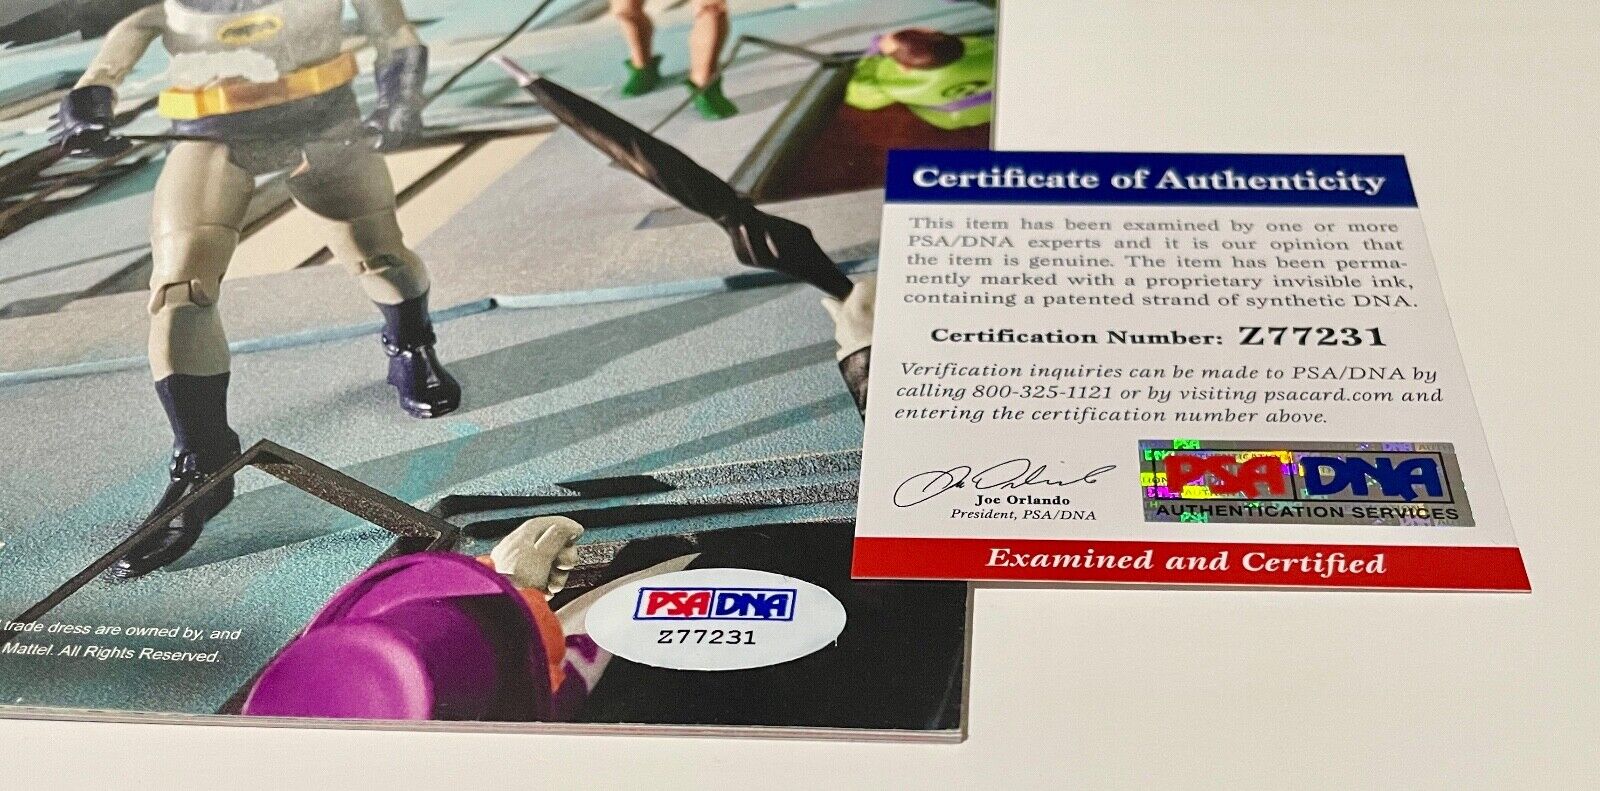 trade dress are owned by, and
Mattel. All Rights Reserved.
PSA DNA
Z77231
Certificate of Authenticity
This item has been examined by one or more
PSA/DNA experts and it is our opinion that
the item is genuine. The item has been perma-
nently marked with a proprietary invisible ink,
containing a patented strand of synthetic DNA.
Certification Number: Z77231
Verification inquiries can be made to PSA/DNA by
calling 800-325-1121 or by visiting psacard.com and
entering the certification number above.
Joe Orlando
President, PSA/DNA
PSA DNA
AUTHENTICATION SERVICES
Examined and Certified